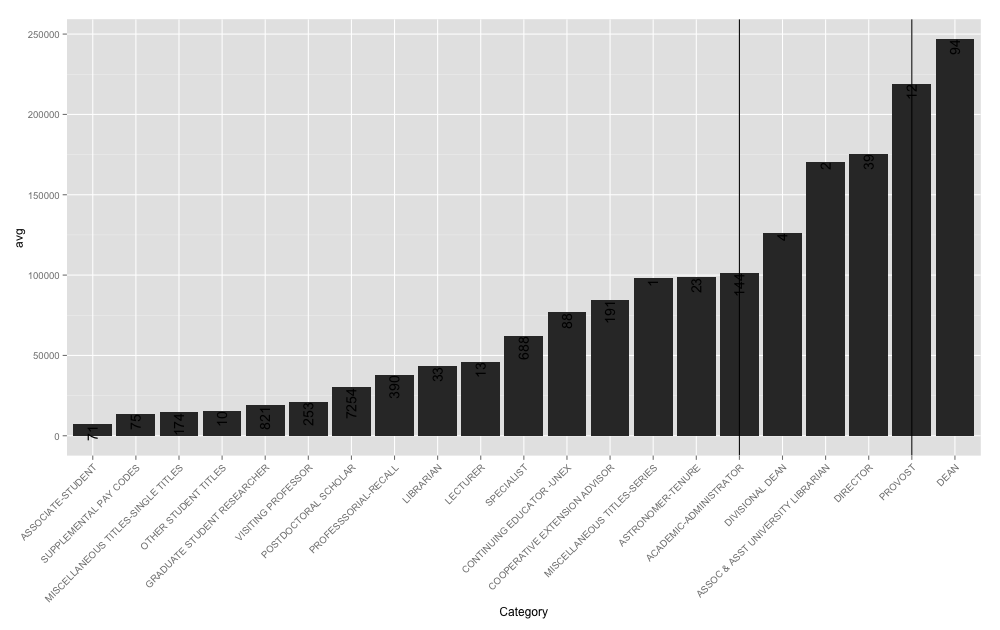 250000
200000
150000
100000
50000
0
avg
71
75
174
10
821
253
7254
390
33
13
688
88
191
1
23
144
4
2
39
12
94
ASSOCIATE-STUDENT
SUPPLEMENTAL PAY CODES
MISCELLANEOUS TITLES-SINGLE TITLES
OTHER STUDENT TITLES
GRADUATE STUDENT RESEARCHER
VISITING PROFESSOR
POSTDOCTORAL SCHOLAR
PROFESSSORIAL-RECALL
LIBRARIAN
LECTURER
SPECIALIST
CONTINUING EDUCATOR -UNEX
COOPERATIVE EXTENSION ADVISOR
MISCELLANEOUS TITLES-SERIES
ASTRONOMER-TENURE
ACADEMIC-ADMINISTRATOR
DIVISIONAL DEAN
ASSOC & ASST UNIVERSITY LIBRARIAN
DIRECTOR
PROVOST
DEAN
Category